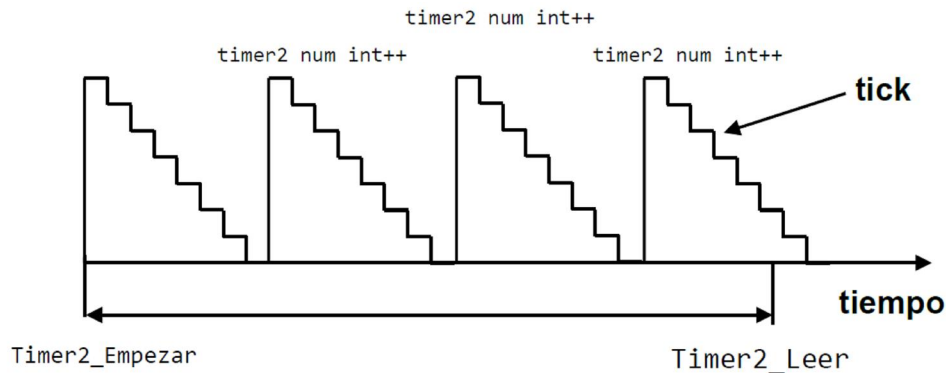 timer2 num int++
timer2 num int++
timer2 num int++
tick
tiempo
Timer2_Empezar
Timer2_Leer